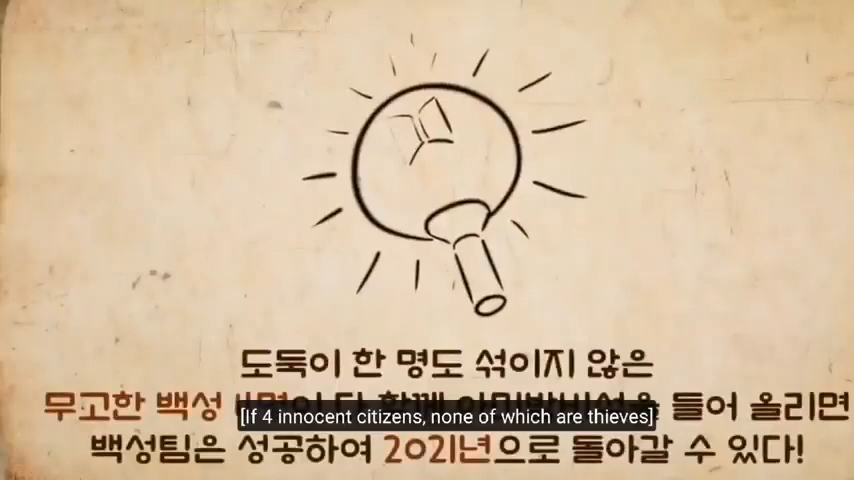 도둑이 한 명도 섞이지 않은
무고한 백성 들어 올리면
[If 4 innocent citizens, none of which are thieves]
백성팀은 성공하여 2021년으로 돌아갈 수 있다!